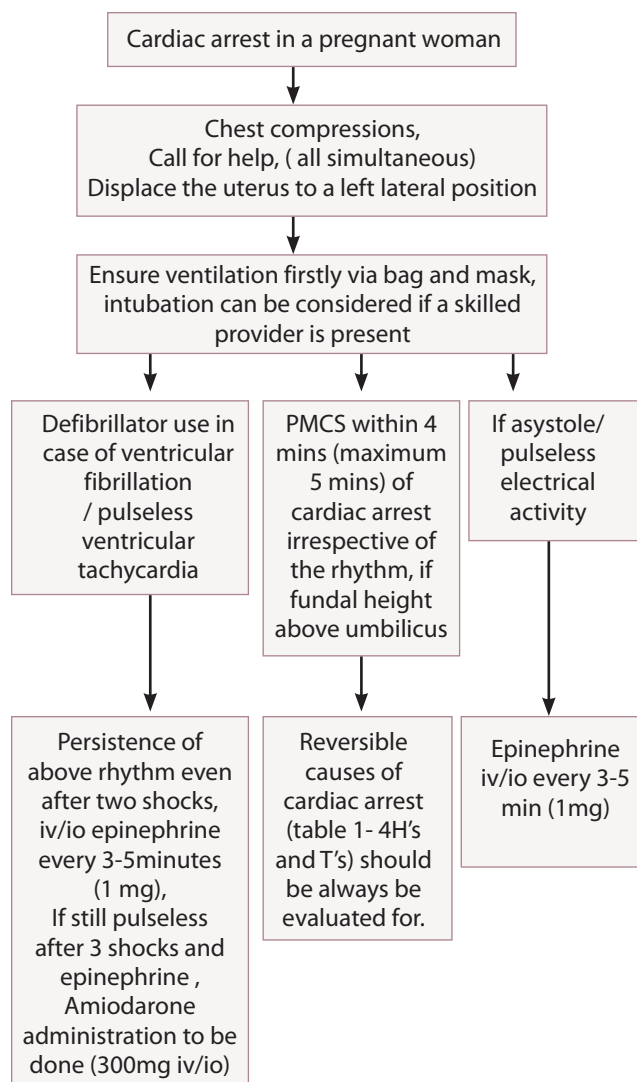 Cardiac arrest in a pregnant woman
Chest compressions,
Call for help, ( all simultaneous)
Displace the uterus to a left lateral position
Ensure ventilation firstly via bag and mask,
intubation can be considered if a skilled
provider is present
Defibrillator use in
case of ventricular
fibrillation
/ pulseless
ventricular
tachycardia
PMCS within 4
mins (maximum
5 mins) of
cardiac arrest
irrespective of
the rhythm, if
fundal height
above umbilicus
If asystole/
pulseless
electrical
activity
Persistence of
above rhythm even
after two shocks,
iv/io epinephrine
every 3-5minutes
(1 mg),
If still pulseless
after 3 shocks and
epinephrine ,
Amiodarone
administration to be
done (300mg iv/io)
Reversible
causes of
cardiac arrest
(table 1- 4H's
and T's) should
be always be
evaluated for.
Epinephrine
iv/io every 3-5
min (1mg)